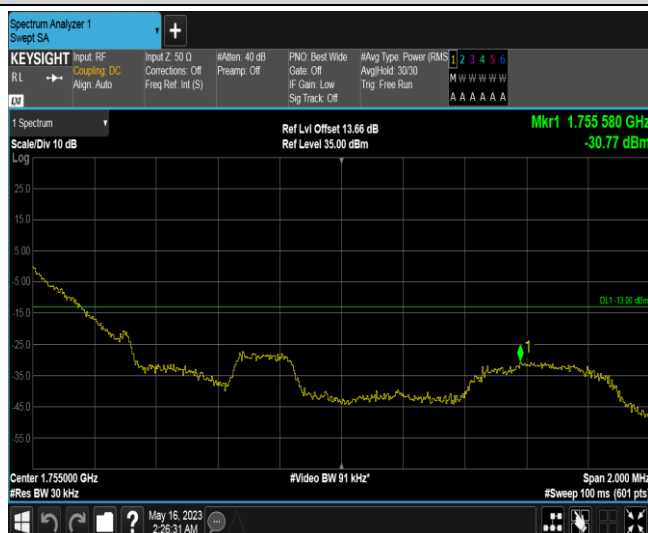 Spectrum Analyzer 1
Swept SA
+
KEYSIGHT
RL
Input: RF
Coupling: DC
Align: Auto
Input Z: 50 Ω
Corrections: Off
Freq Ref: Int (S)
#Atten: 40 dB
Preamp: Off
PNO: Best Wide
Gate: Off
IF Gain: Low
Sig Track: Off
#Avg Type: Power (RMS
Avg|Hold: 30/30
Trig: Free Run
1 2 3 4 5 6
M W W W W W
A A A A A A
LXI
1 Spectrum
Scale/Div 10 dB
Log
Ref Lvl Offset 13.66 dB
Ref Level 35.00 dBm
Mkr1 1.755 580 GHz
-30.77 dBm
25.0
15.0
5.00
-5.00
-15.0
-25.0
-35.0
-45.0
-55.0
DL1 -13.00 dBm
1
Center 1.755000 GHz
#Res BW 30 kHz
#Video BW 91 kHz*
Span 2.000 MHz
#Sweep 100 ms (601 pts)
?
May 16, 2023
2:26:31 AM